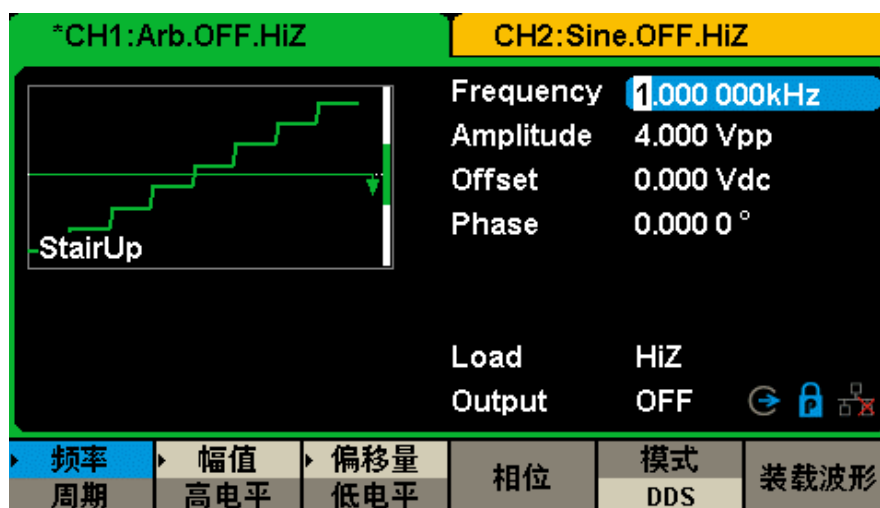 *CH1:Arb.OFF.HiZ
CH2:Sine.OFF.HiZ
StairUp
Frequency 1.000 000kHz
Amplitude 4.000 Vpp
Offset 0.000 Vdc
Phase 0.000 0 °
Load HiZ
Output OFF
P
频率 幅值 偏移量 相位 模式 装载波形
周期 高电平 低电平 DDS